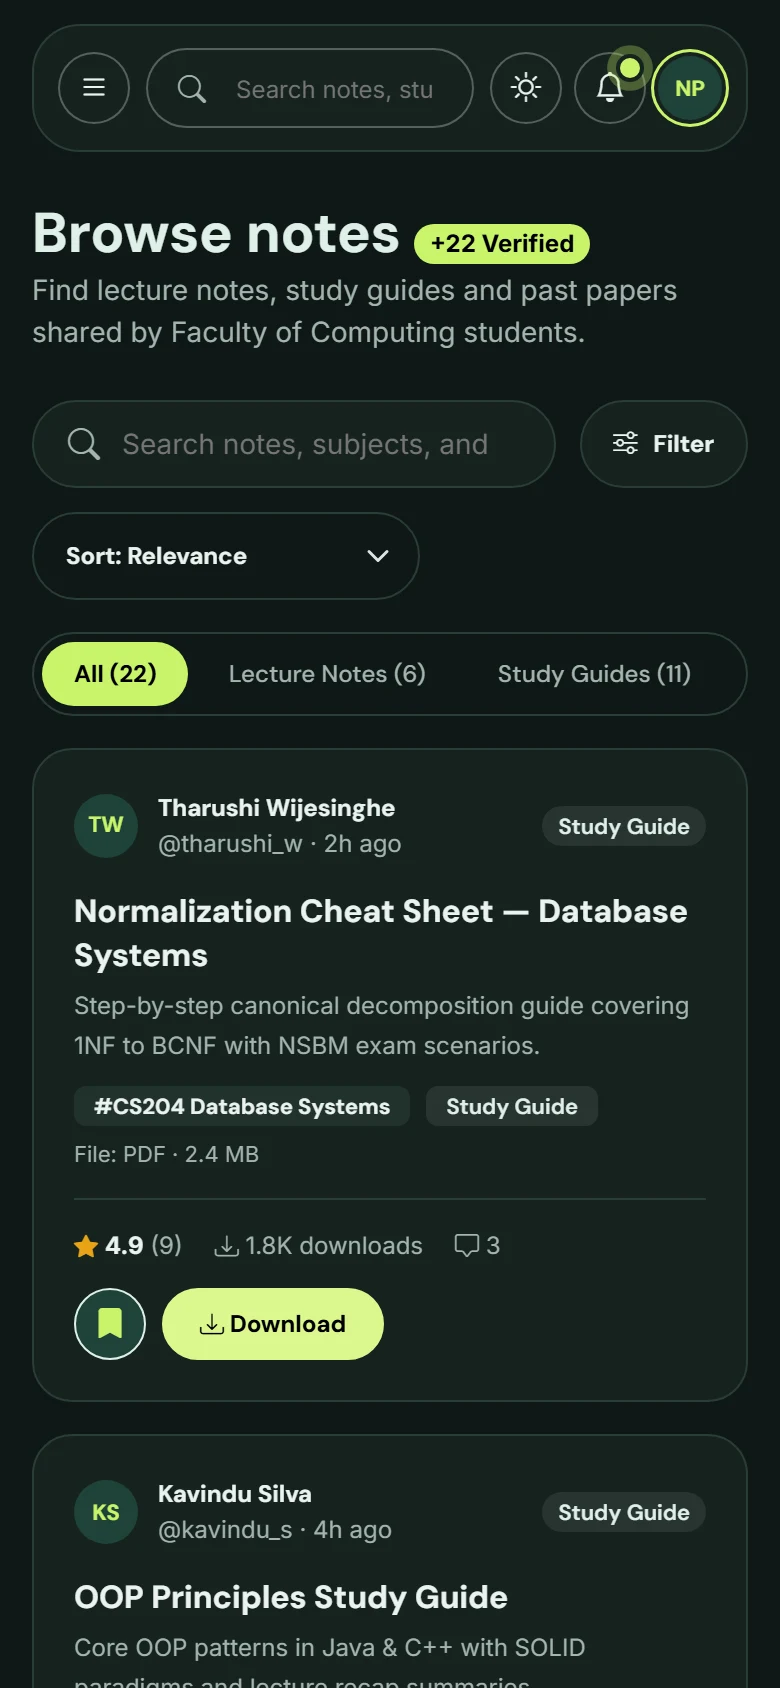 Search notes, stu
NP
Browse notes +22 Verified
Find lecture notes, study guides and past papers
shared by Faculty of Computing students.
Search notes, subjects, and
Filter
Sort: Relevance
All (22) Lecture Notes (6) Study Guides (11)
TW
Tharushi Wijesinghe
@tharushi_w · 2h ago
Study Guide
Normalization Cheat Sheet — Database
Systems
Step-by-step canonical decomposition guide covering
1NF to BCNF with NSBM exam scenarios.
#CS204 Database Systems Study Guide
File: PDF · 2.4 MB
4.9 (9) 1.8K downloads 3
Download
KS
Kavindu Silva
@kavindu_s · 4h ago
Study Guide
OOP Principles Study Guide
Core OOP patterns in Java & C++ with SOLID
paradigms and lecture recap summaries.